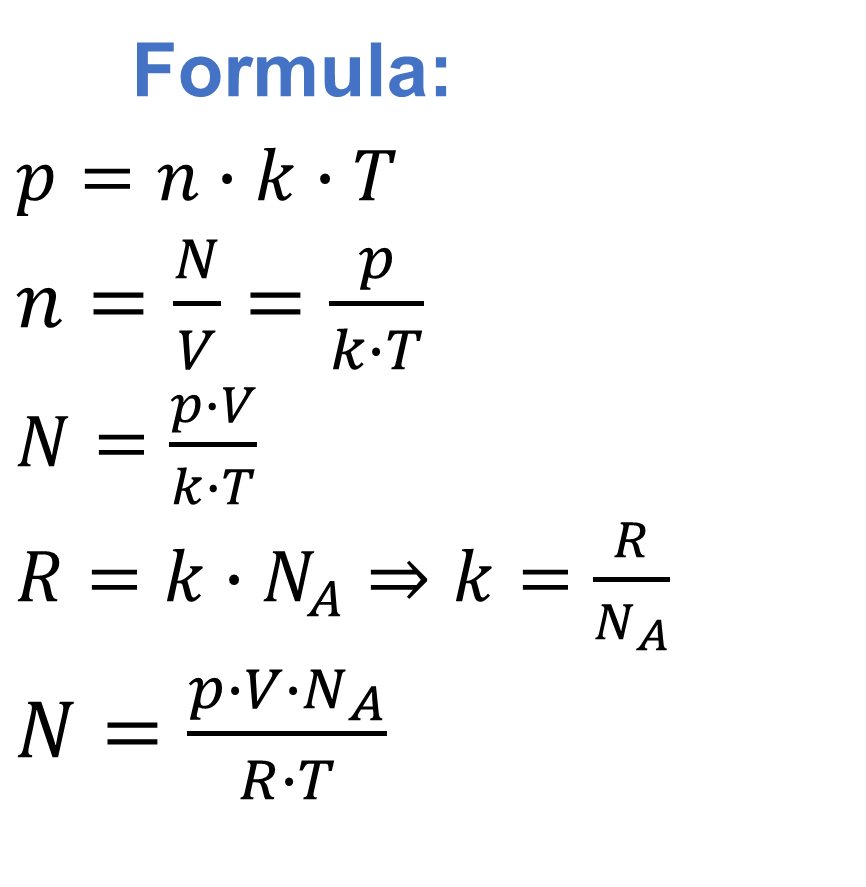 Formula:
p = n · k · T
n = N/V = p/(k·T)
N = (p·V)/(k·T)
R = k · N_A ⇒ k = R/N_A
N = (p·V·N_A)/(R·T)